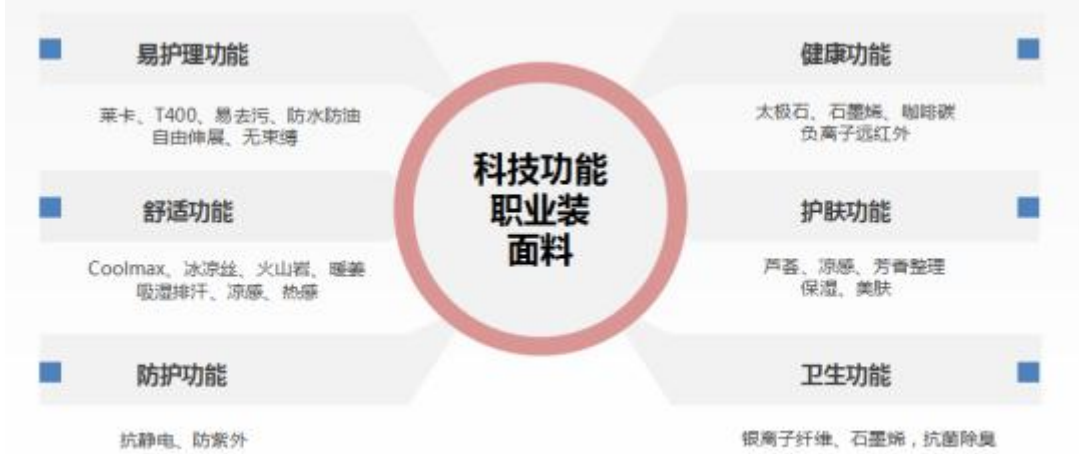 易护理功能
莱卡、T400、易去污、防水防油
自由伸展、无束缚
舒适功能
Coolmax、冰凉丝、火山岩、暖姜
吸湿排汗、凉感、热感
防护功能
抗静电、防紫外
科技功能
职业装
面料
健康功能
太极石、石墨烯、咖啡碳
负离子远红外
护肤功能
芦荟、凉感、芳香整理
保湿、美肤
卫生功能
银离子纤维、石墨烯，抗菌除臭